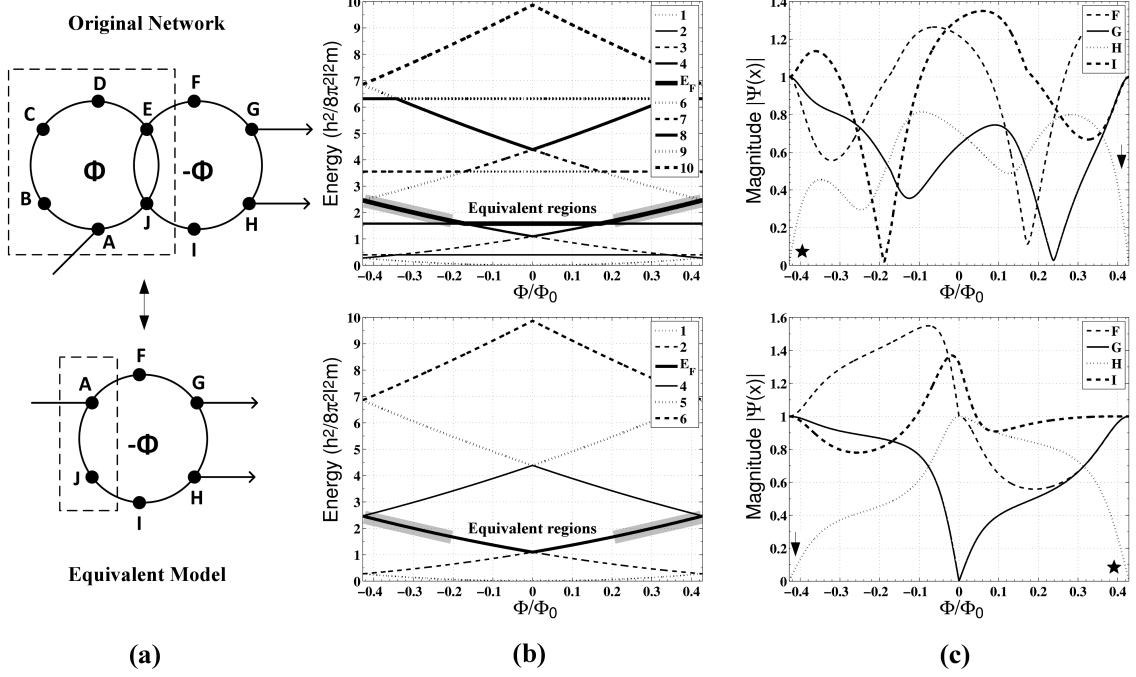 Original Network
D
F
C
E
G
Φ
-Φ
B
J
H
A
I
F
A
G
-Φ
J
H
I
Equivalent Model
(a)
Energy (h²/8π²l²2m)
10
9
8
7
6
5
4
3
2
1
0
1
2
3
4
E_F
6
7
8
9
10
Equivalent regions
−0.4 −0.3 −0.2 −0.1 0 0.1 0.2 0.3 0.4
Φ/Φ₀
Energy (h²/8π²l²2m)
10
9
8
7
6
5
4
3
2
1
0
1
2
E_F
4
5
6
Equivalent regions
−0.4 −0.3 −0.2 −0.1 0 0.1 0.2 0.3 0.4
Φ/Φ₀
(b)
Magnitude |Ψ(x)|
1.4
1.2
1
0.8
0.6
0.4
0.2
0
F
G
H
I
−0.4 −0.3 −0.2 −0.1 0 0.1 0.2 0.3 0.4
Φ/Φ₀
Magnitude |Ψ(x)|
1.6
1.4
1.2
1
0.8
0.6
0.4
0.2
0
F
G
H
I
−0.4 −0.3 −0.2 −0.1 0 0.1 0.2 0.3 0.4
Φ/Φ₀
(c)